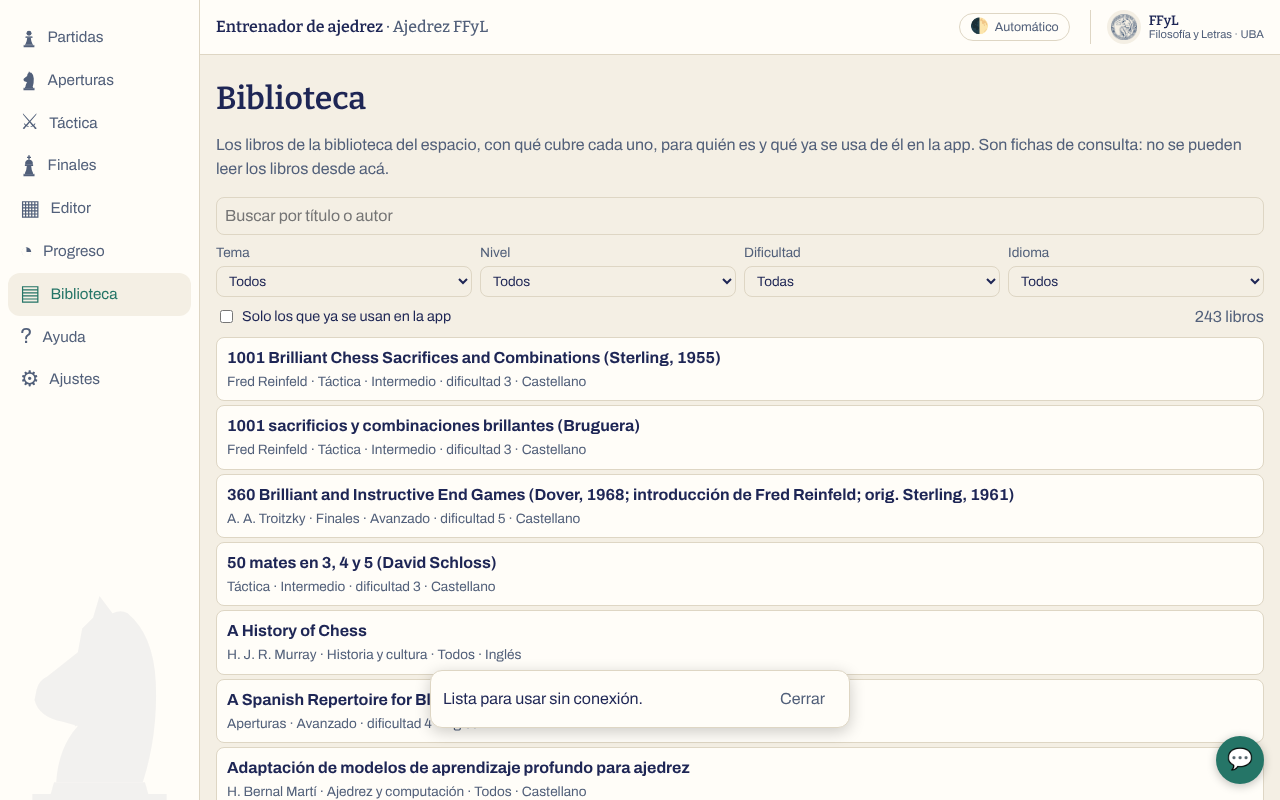 Partidas
Aperturas
Táctica
Finales
Editor
Progreso
Biblioteca
Ayuda
Ajustes
Entrenador de ajedrez · Ajedrez FFyL
Automático
FFyL
Filosofía y Letras · UBA
Biblioteca
Los libros de la biblioteca del espacio, con qué cubre cada uno, para quién es y qué ya se usa de él en la app. Son fichas de consulta: no se pueden
leer los libros desde acá.
Buscar por título o autor
Tema
Nivel
Dificultad
Idioma
Todos
Todos
Todas
Todos
Solo los que ya se usan en la app
243 libros
1001 Brilliant Chess Sacrifices and Combinations (Sterling, 1955)
Fred Reinfeld · Táctica · Intermedio · dificultad 3 · Castellano
1001 sacrificios y combinaciones brillantes (Bruguera)
Fred Reinfeld · Táctica · Intermedio · dificultad 3 · Castellano
360 Brilliant and Instructive End Games (Dover, 1968; introducción de Fred Reinfeld; orig. Sterling, 1961)
A. A. Troitzky · Finales · Avanzado · dificultad 5 · Castellano
50 mates en 3, 4 y 5 (David Schloss)
Táctica · Intermedio · dificultad 3 · Castellano
A History of Chess
H. J. R. Murray · Historia y cultura · Todos · Inglés
A Spanish Repertoire for
Aperturas · Avanzado · dificultad 4
Lista para usar sin conexión.
Cerrar
Adaptación de modelos de aprendizaje profundo para ajedrez
H. Bernal Martí · Ajedrez y computación · Todos · Castellano